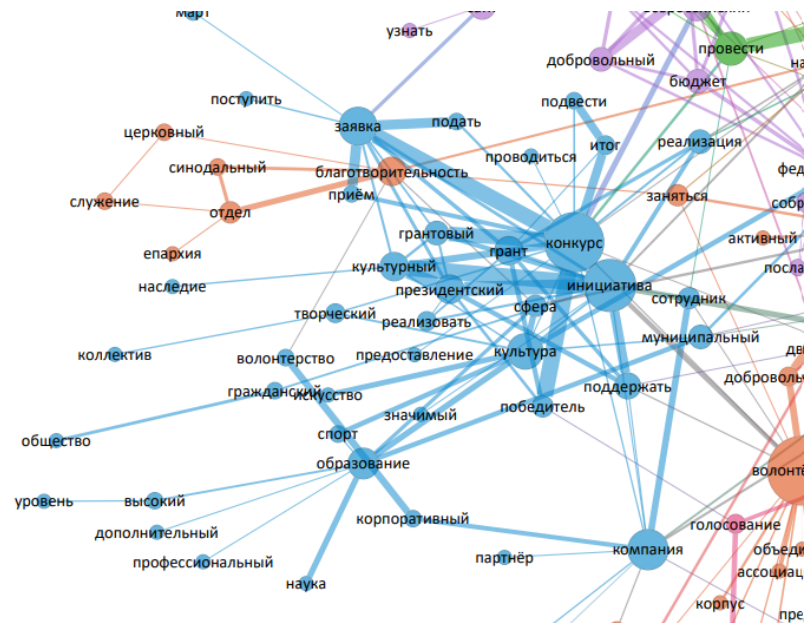 март
узнать
провести
добровольный
бюджет
поступить
подвести
заявка
подать
церковный
итог
реализация
проводиться
синодальный
благотворительность
приём
заняться
служение
отдел
грантовый
активный
конкурс
грант
епархия
культурный
наследие
президентский
инициатива
сотрудник
сфера
творческий
реализовать
муниципальный
коллектив
волонтерство
предоставление
культура
гражданский
искусство
поддержать
значимый
победитель
спорт
общество
образование
уровень
высокий
корпоративный
голосование
дополнительный
компания
партнёр
профессиональный
наука
корпус